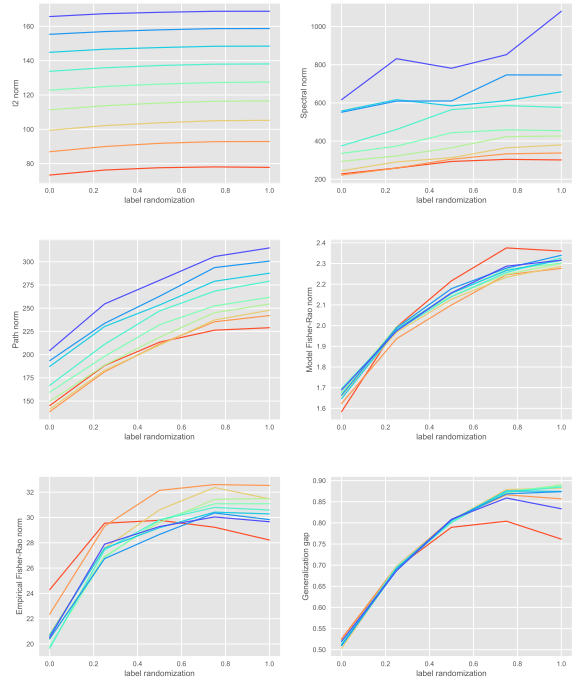 160
140
120
100
80
l2 norm
0.0 0.2 0.4 0.6 0.8 1.0
label randomization
1000
800
600
400
200
Spectral norm
0.0 0.2 0.4 0.6 0.8 1.0
label randomization
300
275
250
225
200
175
150
Path norm
0.0 0.2 0.4 0.6 0.8 1.0
label randomization
2.4
2.3
2.2
2.1
2.0
1.9
1.8
1.7
1.6
Model Fisher-Rao norm
0.0 0.2 0.4 0.6 0.8 1.0
label randomization
32
30
28
26
24
22
20
Empirical Fisher-Rao norm
0.0 0.2 0.4 0.6 0.8 1.0
label randomization
0.90
0.85
0.80
0.75
0.70
0.65
0.60
0.55
0.50
Generalization gap
0.0 0.2 0.4 0.6 0.8 1.0
label randomization